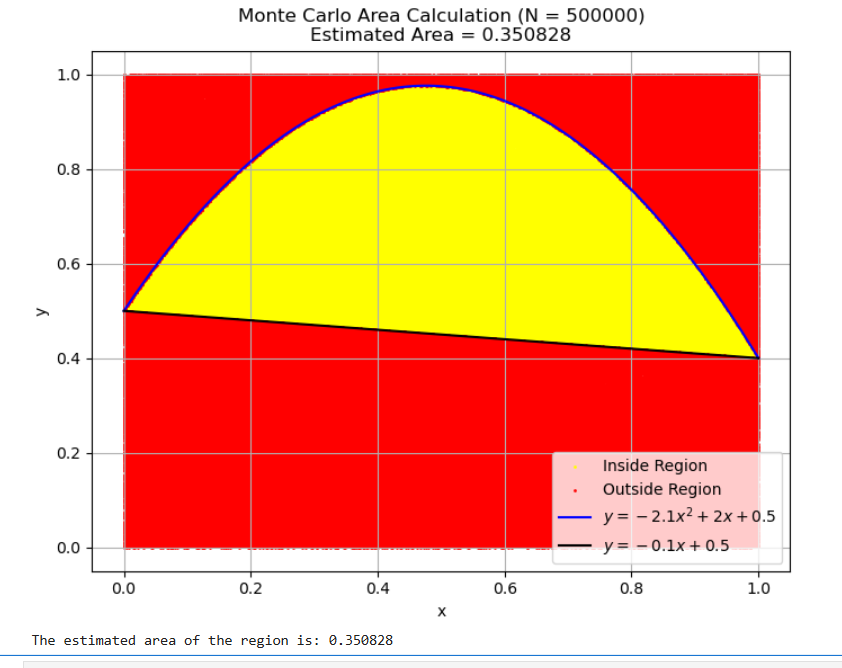 Monte Carlo Area Calculation (N = 500000)
Estimated Area = 0.350828
1.0
0.8
0.6
y
0.4
0.2
0.0
Inside Region
Outside Region
y = −2.1x² + 2x + 0.5
y = −0.1x + 0.5
0.0 0.2 0.4 0.6 0.8 1.0
x
The estimated area of the region is: 0.350828